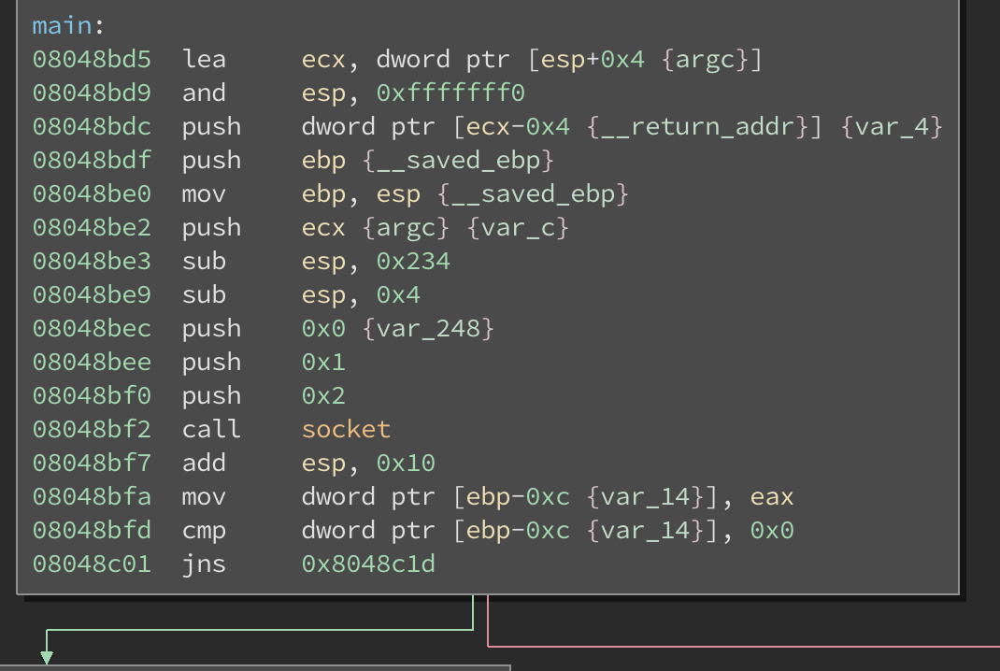 main:
08048bd5 lea ecx, dword ptr [esp+0x4 {argc}]
08048bd9 and esp, 0xfffffff0
08048bdc push dword ptr [ecx-0x4 {__return_addr}] {var_4}
08048bdf push ebp {__saved_ebp}
08048be0 mov ebp, esp {__saved_ebp}
08048be2 push ecx {argc} {var_c}
08048be3 sub esp, 0x234
08048be9 sub esp, 0x4
08048bec push 0x0 {var_248}
08048bee push 0x1
08048bf0 push 0x2
08048bf2 call socket
08048bf7 add esp, 0x10
08048bfa mov dword ptr [ebp-0xc {var_14}], eax
08048bfd cmp dword ptr [ebp-0xc {var_14}], 0x0
08048c01 jns 0x8048c1d